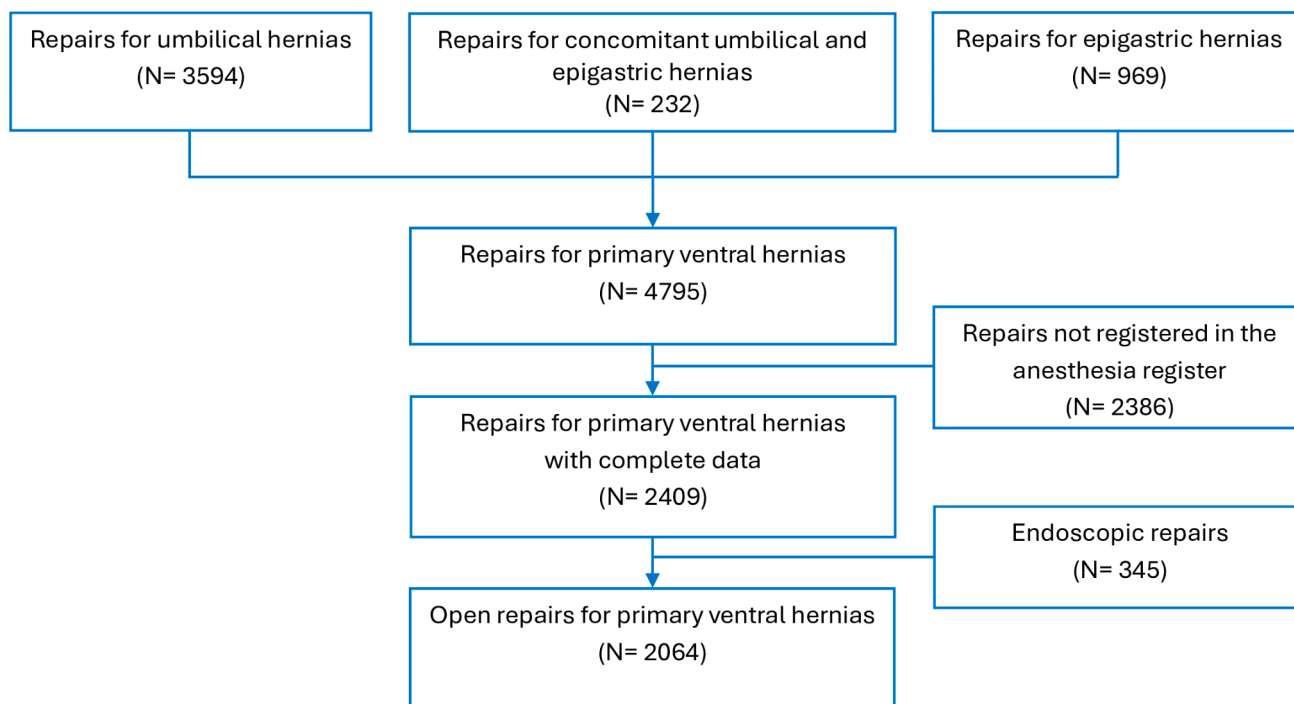 Repairs for umbilical hernias
(N= 3594)
Repairs for concomitant umbilical and
epigastric hernias
(N= 232)
Repairs for epigastric hernias
(N= 969)
Repairs for primary ventral hernias
(N= 4795)
Repairs not registered in the
anesthesia register
(N= 2386)
Repairs for primary ventral hernias
with complete data
(N= 2409)
Endoscopic repairs
(N= 345)
Open repairs for primary ventral hernias
(N= 2064)